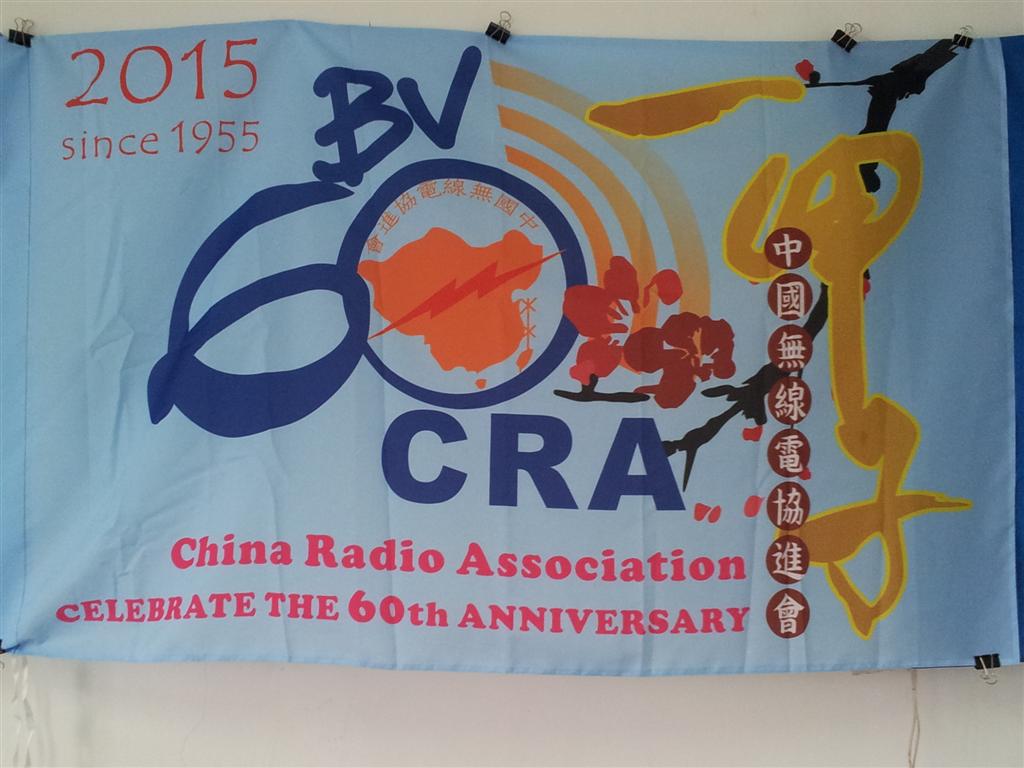 2015
since 1955
BV
60
中國無線電協進會
CRA
China Radio Association
CELEBRATE THE 60th ANNIVERSARY
中國無線電協進會
一甲子